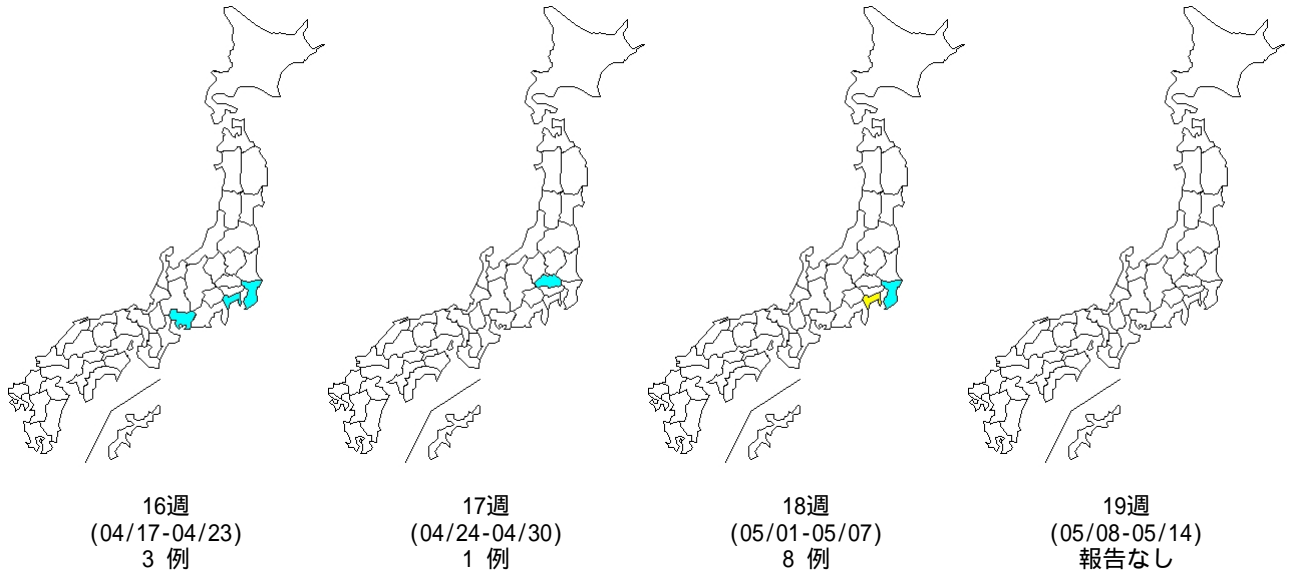 16週
(04/17-04/23)
3 例
17週
(04/24-04/30)
1 例
18週
(05/01-05/07)
8 例
19週
(05/08-05/14)
報告なし